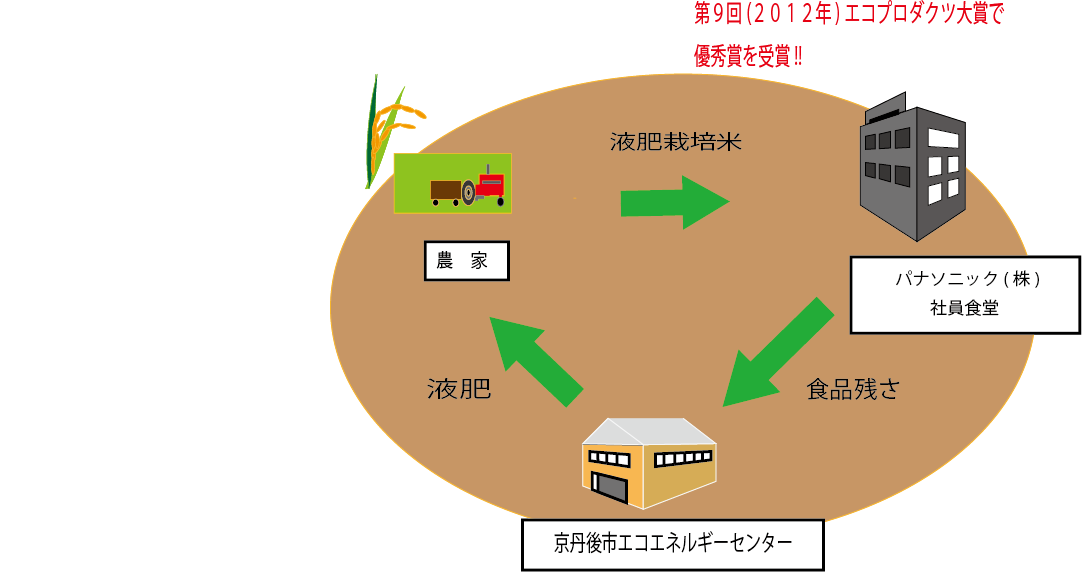 第９回(２０１２年)エコプロダクツ大賞で
優秀賞を受賞!!
液肥栽培米
農　家
パナソニック(株)
社員食堂
液肥
食品残さ
京丹後市エコエネルギーセンター